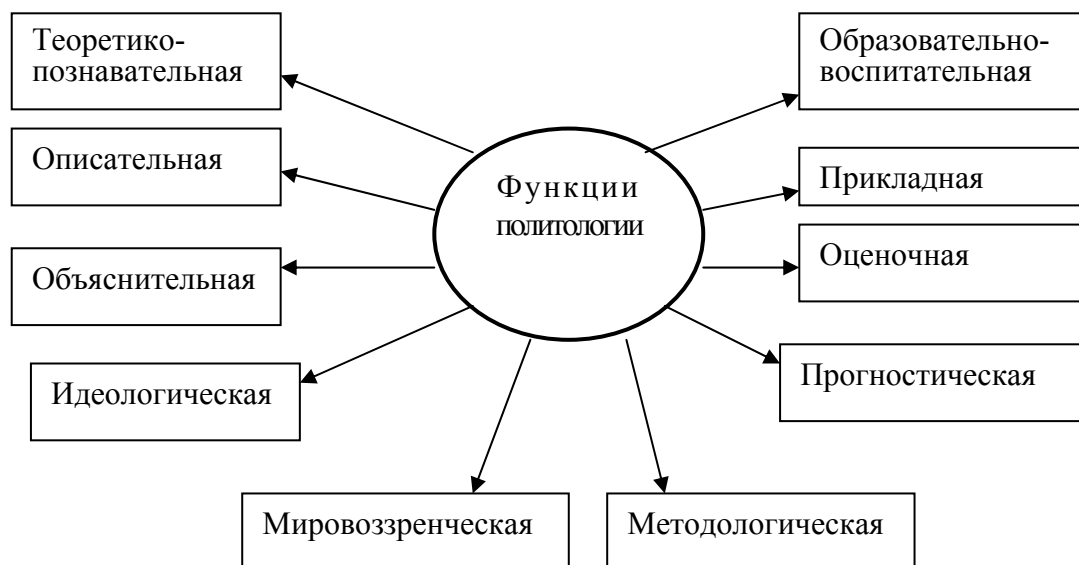 Теоретико-
познавательная
Образовательно-
воспитательная
Описательная
Функции
политологии
Прикладная
Объяснительная
Оценочная
Идеологическая
Прогностическая
Мировоззренческая
Методологическая